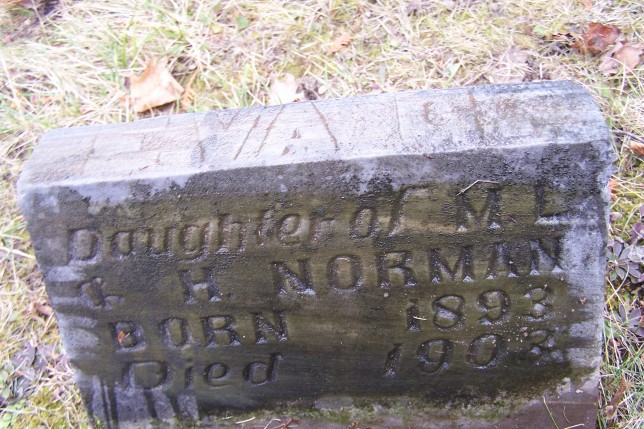 Daughter of M. L.
& H. NORMAN
BORN 1893
Died 1903